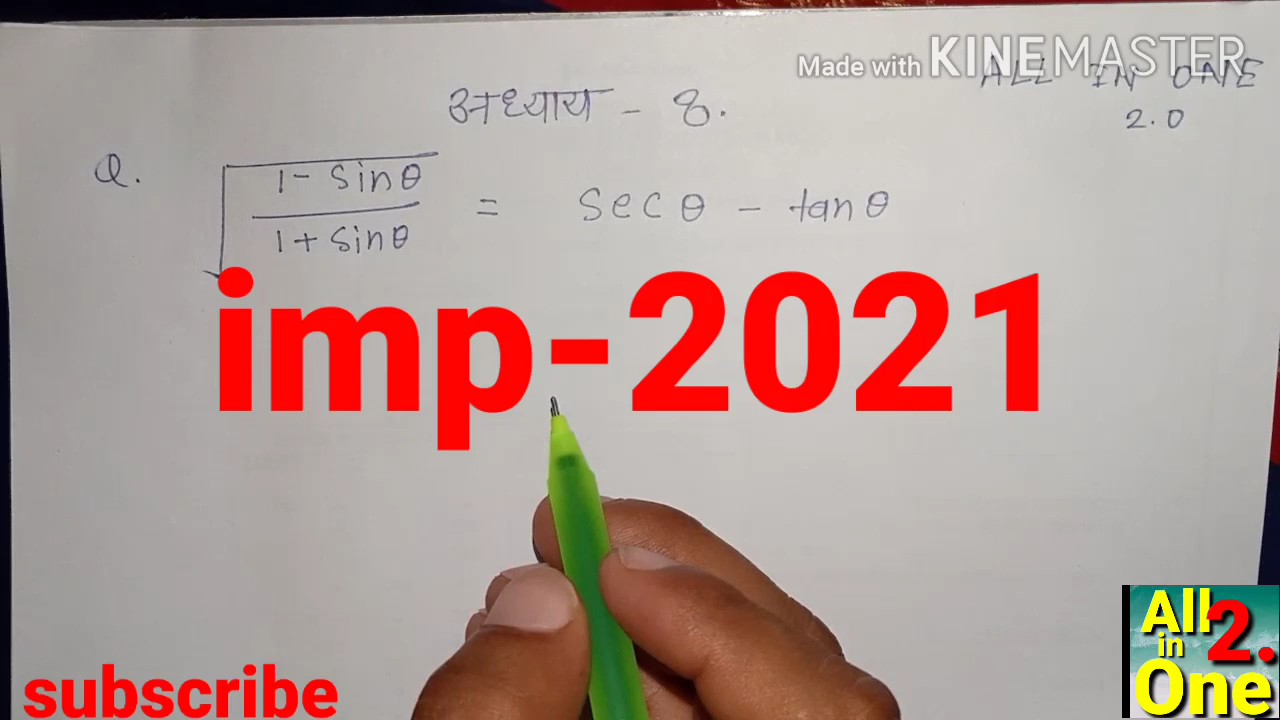 Made with KINEMASTER
ALL IN ONE
2.0
अध्याय - 8.
Q. √(1 - sinθ / 1 + sinθ) = secθ - tanθ
imp-2021
subscribe
All
in 2.
One